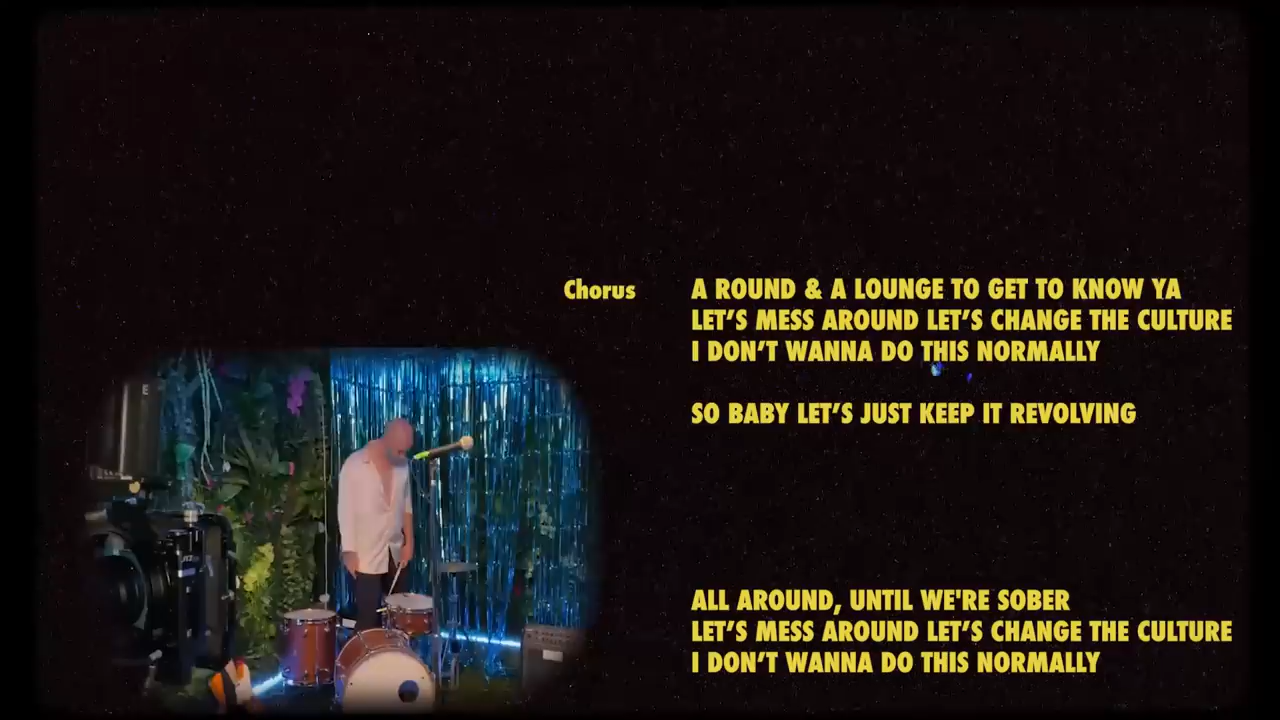 Chorus
A ROUND & A LOUNGE TO GET TO KNOW YA
LET’S MESS AROUND LET’S CHANGE THE CULTURE
I DON’T WANNA DO THIS NORMALLY
SO BABY LET’S JUST KEEP IT REVOLVING
ALL AROUND, UNTIL WE'RE SOBER
LET’S MESS AROUND LET’S CHANGE THE CULTURE
I DON’T WANNA DO THIS NORMALLY